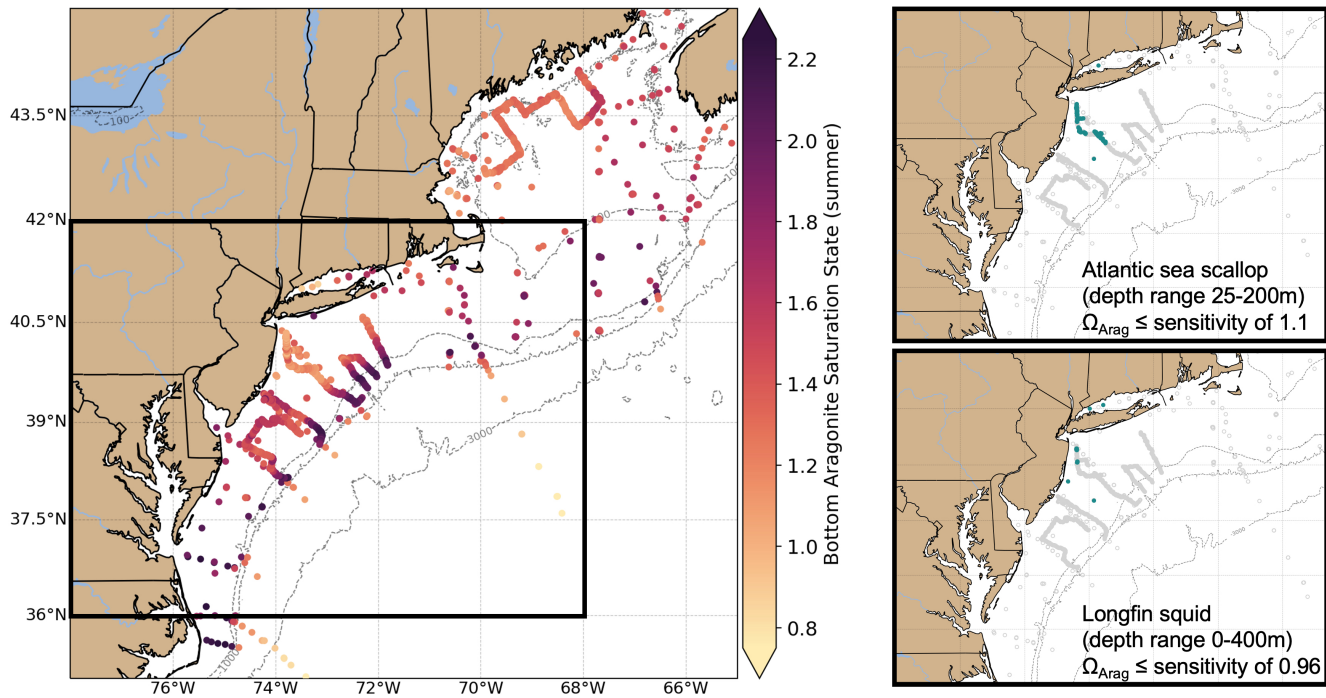 43.5°N
42°N
40.5°N
39°N
37.5°N
36°N
76°W
74°W
72°W
70°W
68°W
66°W
100
100
1000
3000
2.2
2.0
1.8
1.6
1.4
1.2
1.0
0.8
Bottom Aragonite Saturation State (summer)
3000
Atlantic sea scallop
(depth range 25-200m)
ΩArag ≤ sensitivity of 1.1
3000
Longfin squid
(depth range 0-400m)
ΩArag ≤ sensitivity of 0.96